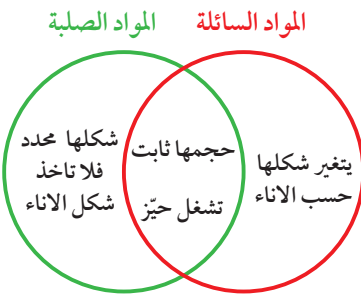 المواد السائلة
المواد الصلبة
يتغير شكلها
حسب الاناء
حجمها ثابت
تشغل حيّز
شكلها محدد
فلا تاخذ
شكل الاناء